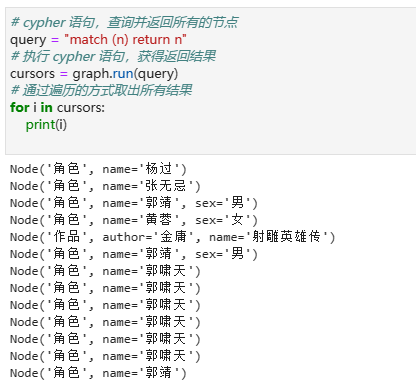 # cypher 语句，查询并返回所有的节点
query = "match (n) return n"
# 执行 cypher 语句，获得返回结果
cursors = graph.run(query)
# 通过遍历的方式取出所有结果
for i in cursors:
    print(i)
Node('角色', name='杨过')
Node('角色', name='张无忌')
Node('角色', name='郭靖', sex='男')
Node('角色', name='黄蓉', sex='女')
Node('作品', author='金庸', name='射雕英雄传')
Node('角色', name='郭靖', sex='男')
Node('角色', name='郭啸天')
Node('角色', name='郭啸天')
Node('角色', name='郭啸天')
Node('角色', name='郭啸天')
Node('角色', name='郭啸天')
Node('角色', name='郭啸天')
Node('角色', name='郭靖')